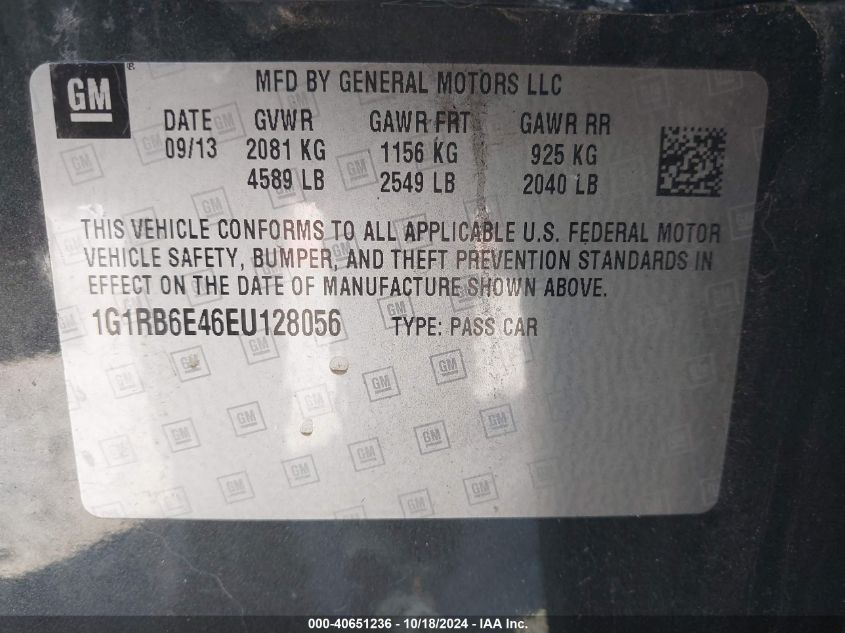 GM ®
MFD BY GENERAL MOTORS LLC
DATE GVWR GAWR FRT GAWR RR
09/13 2081 KG 1156 KG 925 KG
4589 LB 2549 LB 2040 LB
THIS VEHICLE CONFORMS TO ALL APPLICABLE U.S. FEDERAL MOTOR
VEHICLE SAFETY, BUMPER, AND THEFT PREVENTION STANDARDS IN
EFFECT ON THE DATE OF MANUFACTURE SHOWN ABOVE.
1G1RB6E46EU128056 TYPE: PASS CAR
000-40651236 - 10/18/2024 - IAA Inc.